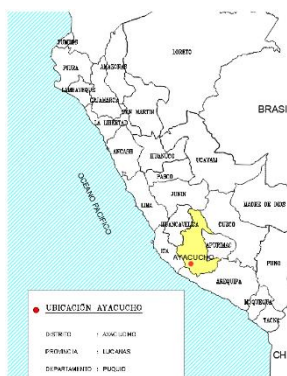 TUMBES
LORETO
PIURA
AMAZONAS
LAMBAYEQUE
CAJAMARCA
SAN MARTIN
LA LIBERTAD
BRASI
ANCASH
HUANUCO
UCAYALI
PASCO
OCEANO PACIFICO
JUNIN
LIMA
MADRE DE DIOS
HUANCAVELICA
CUZCO
ICA
APURIMAC
AYACUCHO
PUNO
AREQUIPA
MOQUEGUA
TACNA
CH
UBICACIÓN AYACUCHO
DISTRITO : AYACUCHO
PROVINCIA : LUCANAS
DEPARTAMENTO : PUQUIO